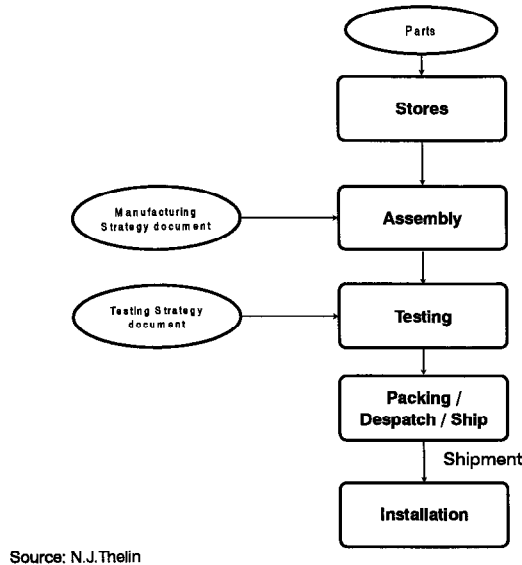 Parts
Stores
Manufacturing
Strategy document
Assembly
Testing Strategy
document
Testing
Packing /
Despatch / Ship
Shipment
Installation
Source: N.J.Thelin